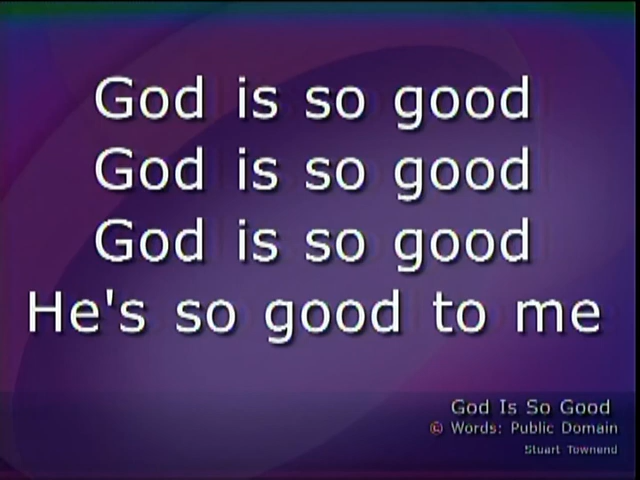 God is so good
God is so good
God is so good
He's so good to me
God Is So Good
© Words: Public Domain
Stuart Townend